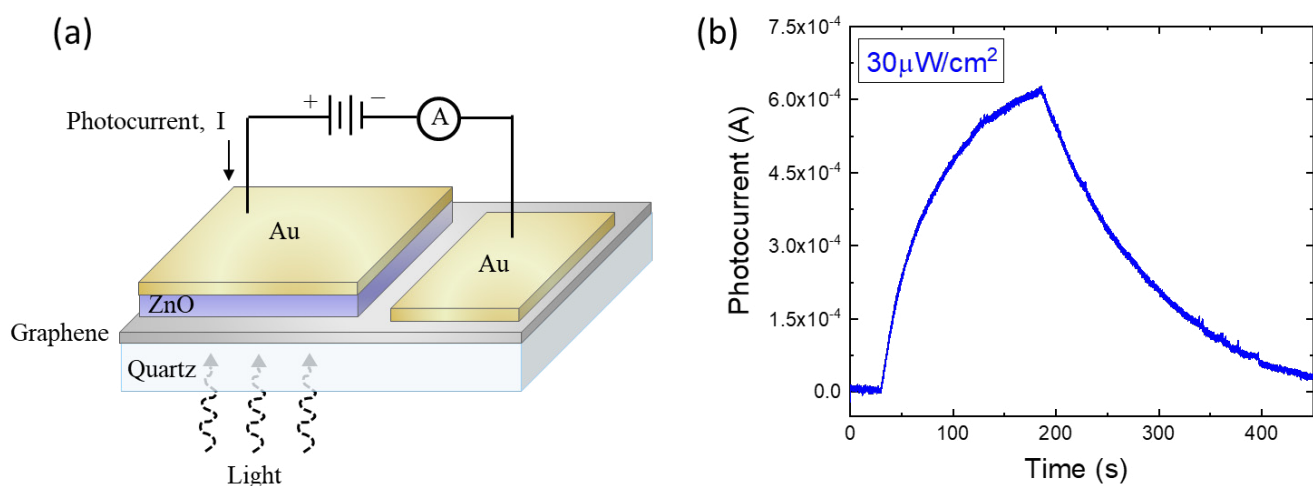 (a)
+
−
A
Photocurrent, I
Au
Au
ZnO
Graphene
Quartz
Light
(b)
7.5x10⁻⁴
6.0x10⁻⁴
4.5x10⁻⁴
3.0x10⁻⁴
1.5x10⁻⁴
0.0
Photocurrent (A)
30μW/cm²
0 100 200 300 400
Time (s)